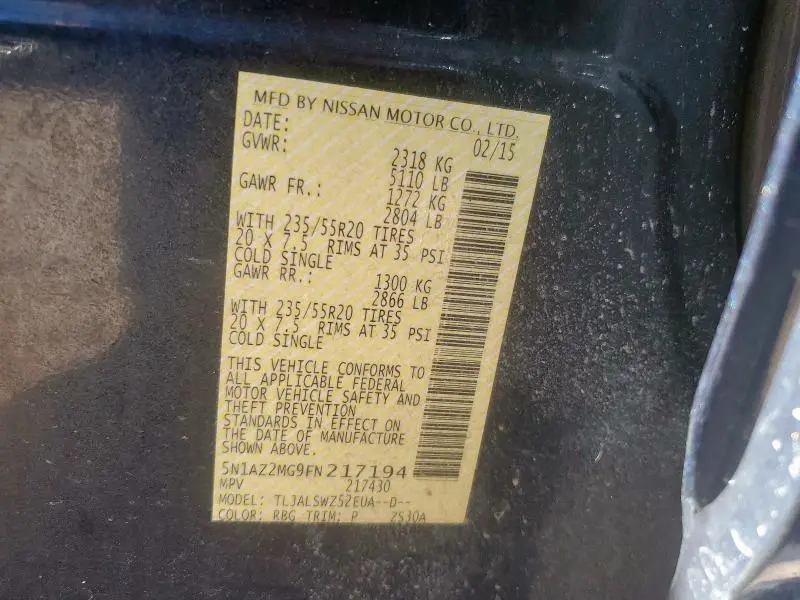 MFD BY NISSAN MOTOR CO., LTD.
DATE: 02/15
GVWR: 2318 KG
5110 LB
GAWR FR.: 1272 KG
2804 LB
WITH 235/55R20 TIRES
20 X 7.5 RIMS AT 35 PSI
COLD SINGLE
GAWR RR.: 1300 KG
2866 LB
WITH 235/55R20 TIRES
20 X 7.5 RIMS AT 35 PSI
COLD SINGLE
THIS VEHICLE CONFORMS TO
ALL APPLICABLE FEDERAL
MOTOR VEHICLE SAFETY AND
THEFT PREVENTION
STANDARDS IN EFFECT ON
THE DATE OF MANUFACTURE
SHOWN ABOVE.
5N1AZ2MG9FN217194
MPV 217430
MODEL: TLJALSWZ52EUA--D--
COLOR: RBG TRIM: P ZS30A